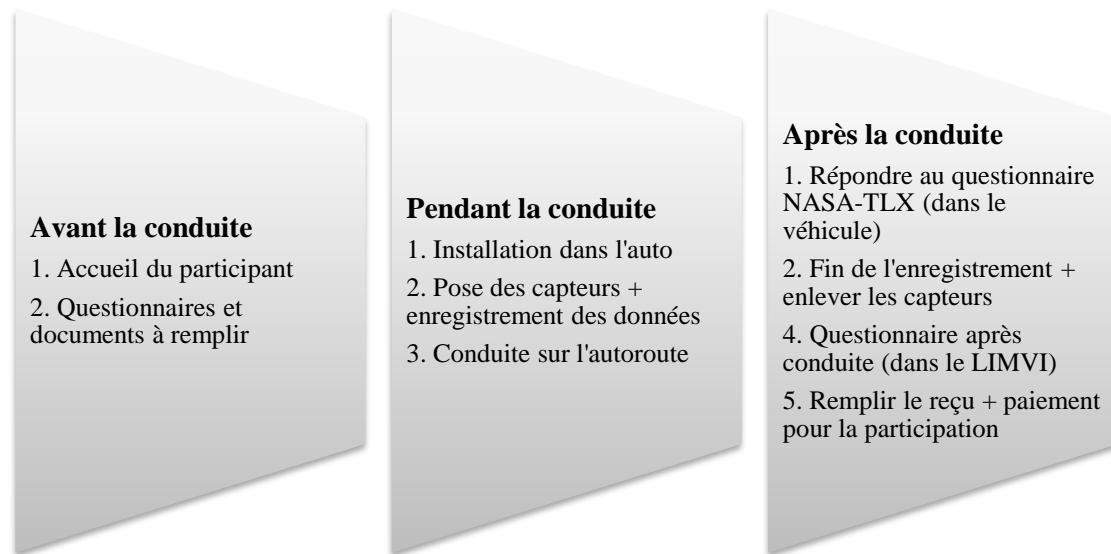 Avant la conduite
1. Accueil du participant
2. Questionnaires et
documents à remplir
Pendant la conduite
1. Installation dans l'auto
2. Pose des capteurs +
enregistrement des données
3. Conduite sur l'autoroute
Après la conduite
1. Répondre au questionnaire
NASA-TLX (dans le
véhicule)
2. Fin de l'enregistrement +
enlever les capteurs
4. Questionnaire après
conduite (dans le LIMVI)
5. Remplir le reçu + paiement
pour la participation